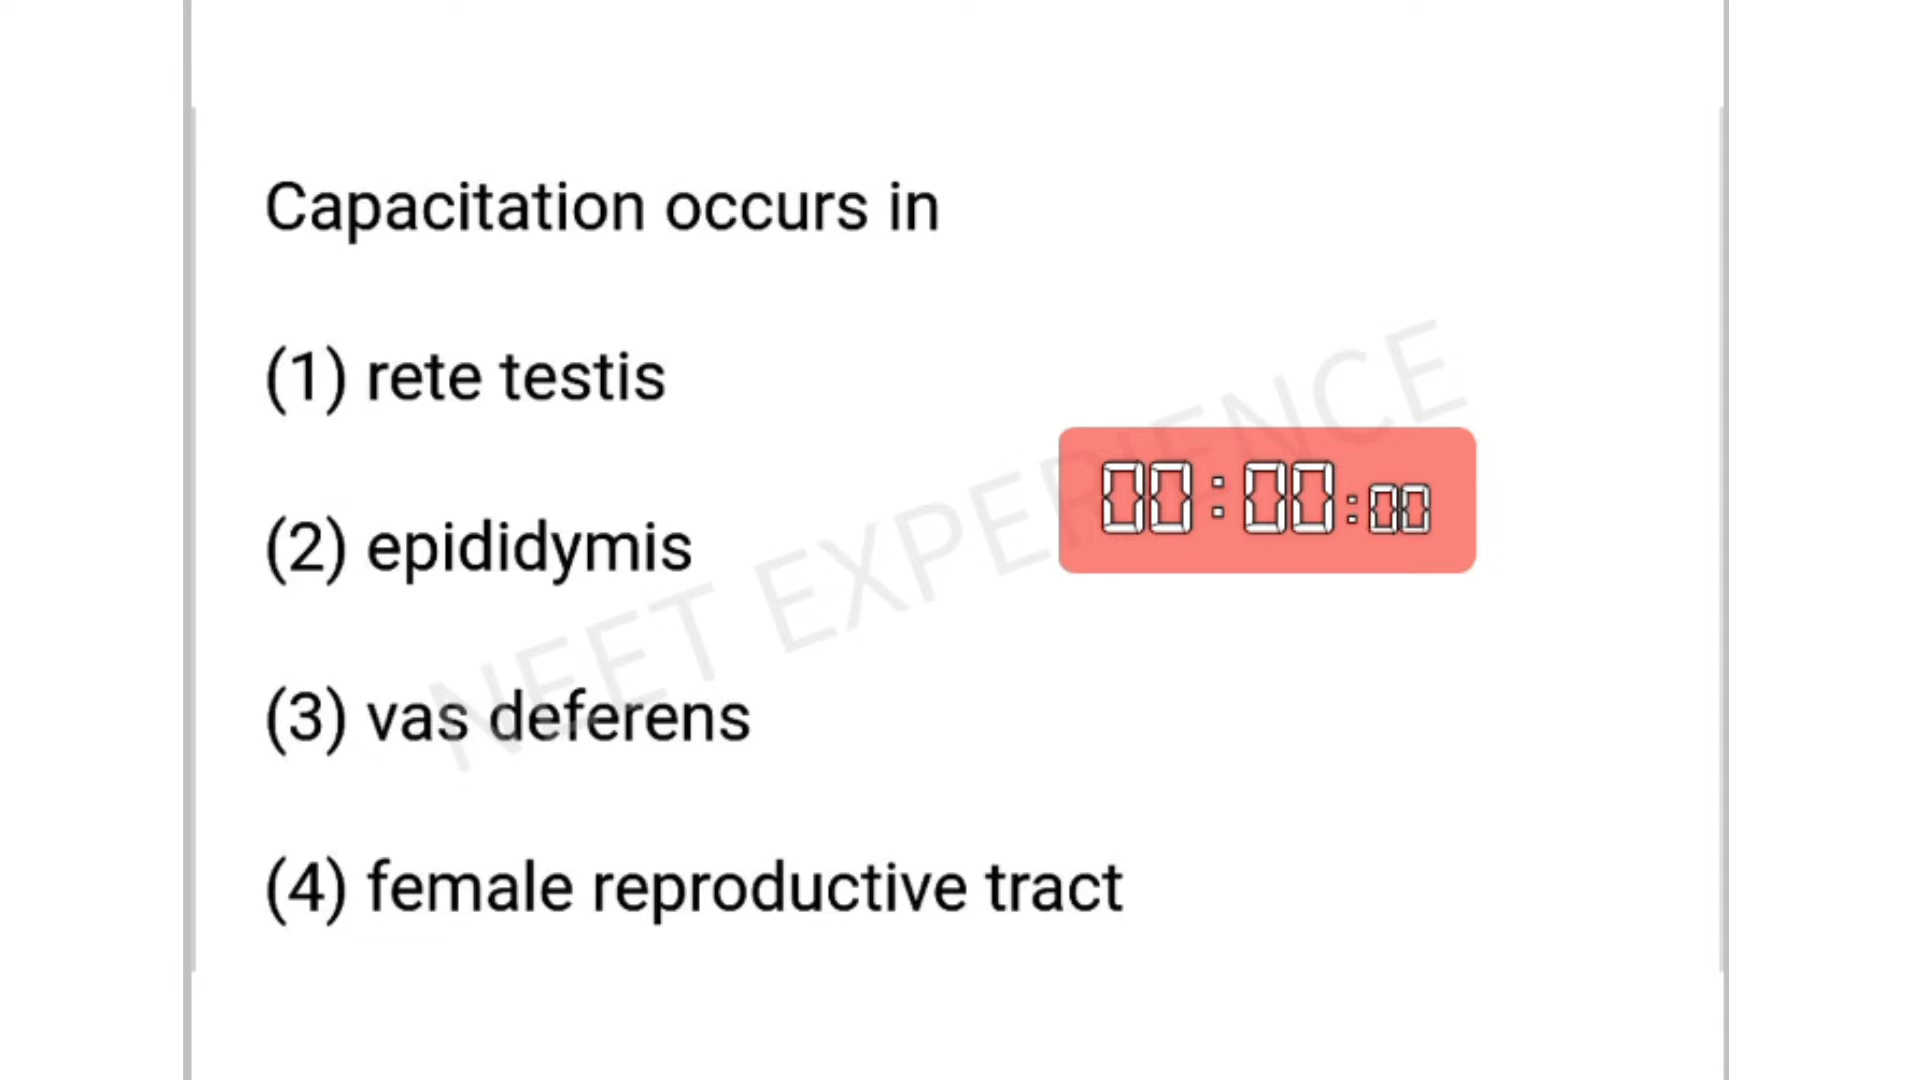 Capacitation occurs in
(1) rete testis
NEET EXPERIENCE
00:00:00
(2) epididymis
(3) vas deferens
(4) female reproductive tract